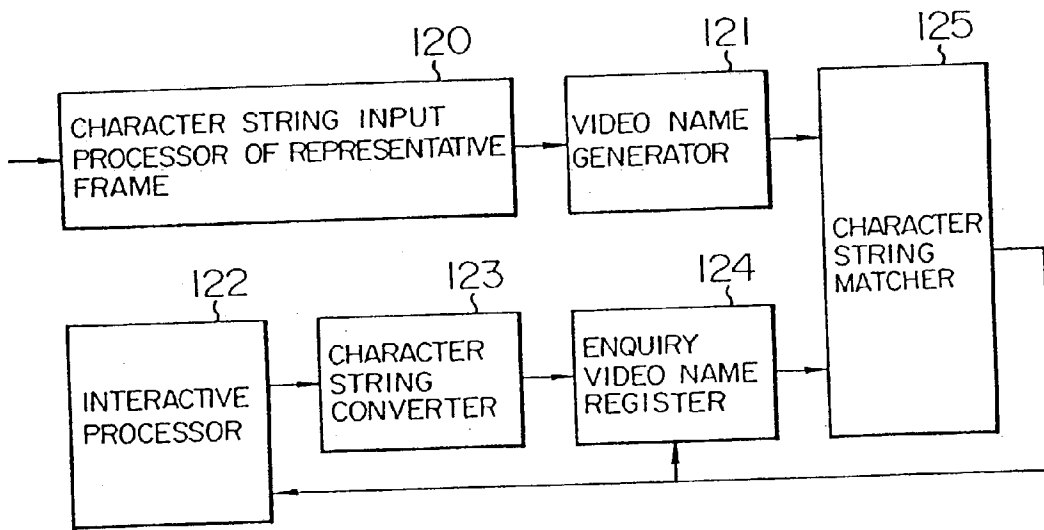 120
CHARACTER STRING INPUT
PROCESSOR OF REPRESENTATIVE
FRAME
121
VIDEO NAME
GENERATOR
125
CHARACTER
STRING
MATCHER
122
INTERACTIVE
PROCESSOR
123
CHARACTER
STRING
CONVERTER
124
ENQUIRY
VIDEO NAME
REGISTER